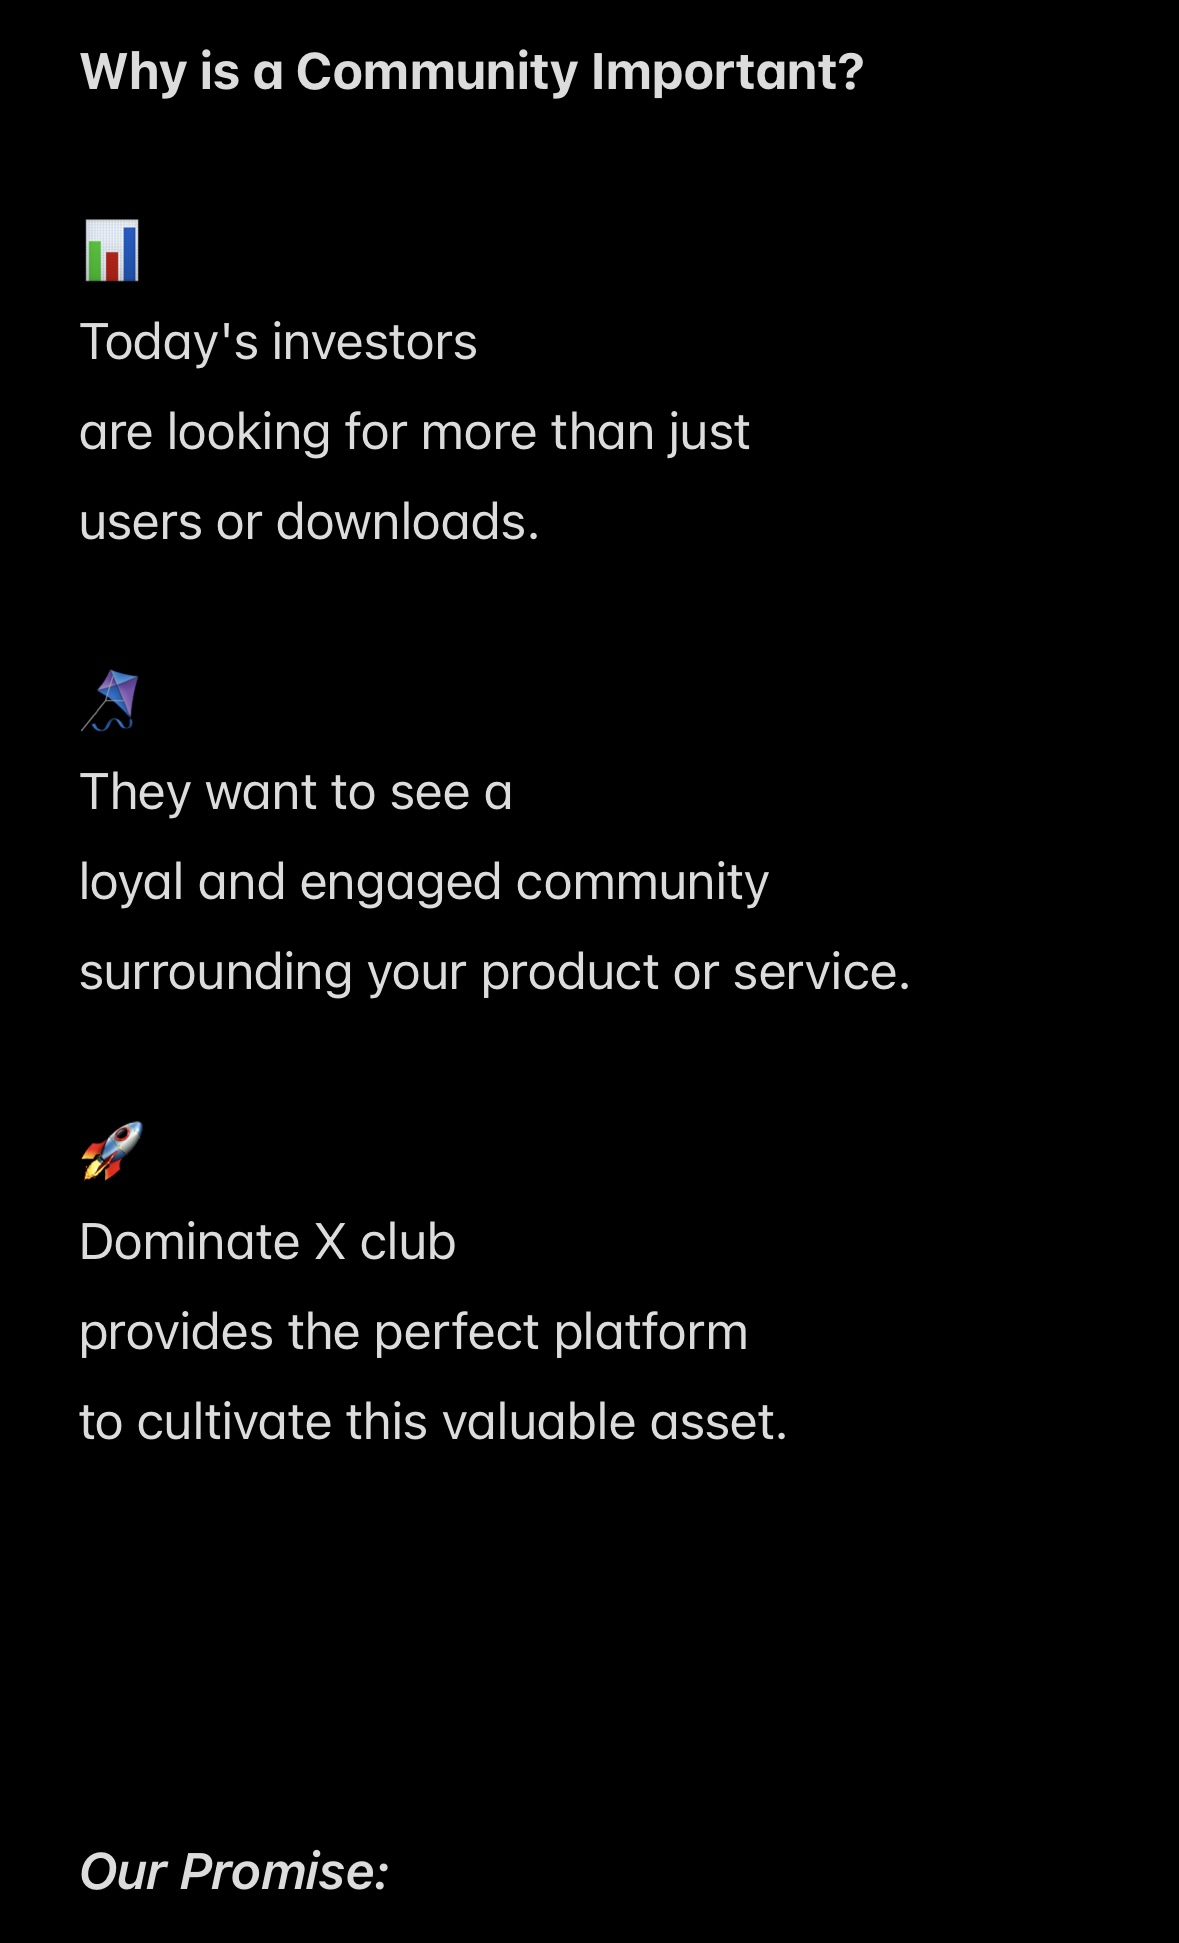 Why is a Community Important?
📊
Today's investors
are looking for more than just
users or downloads.
🪁
They want to see a
loyal and engaged community
surrounding your product or service.
🚀
Dominate X club
provides the perfect platform
to cultivate this valuable asset.
Our Promise: